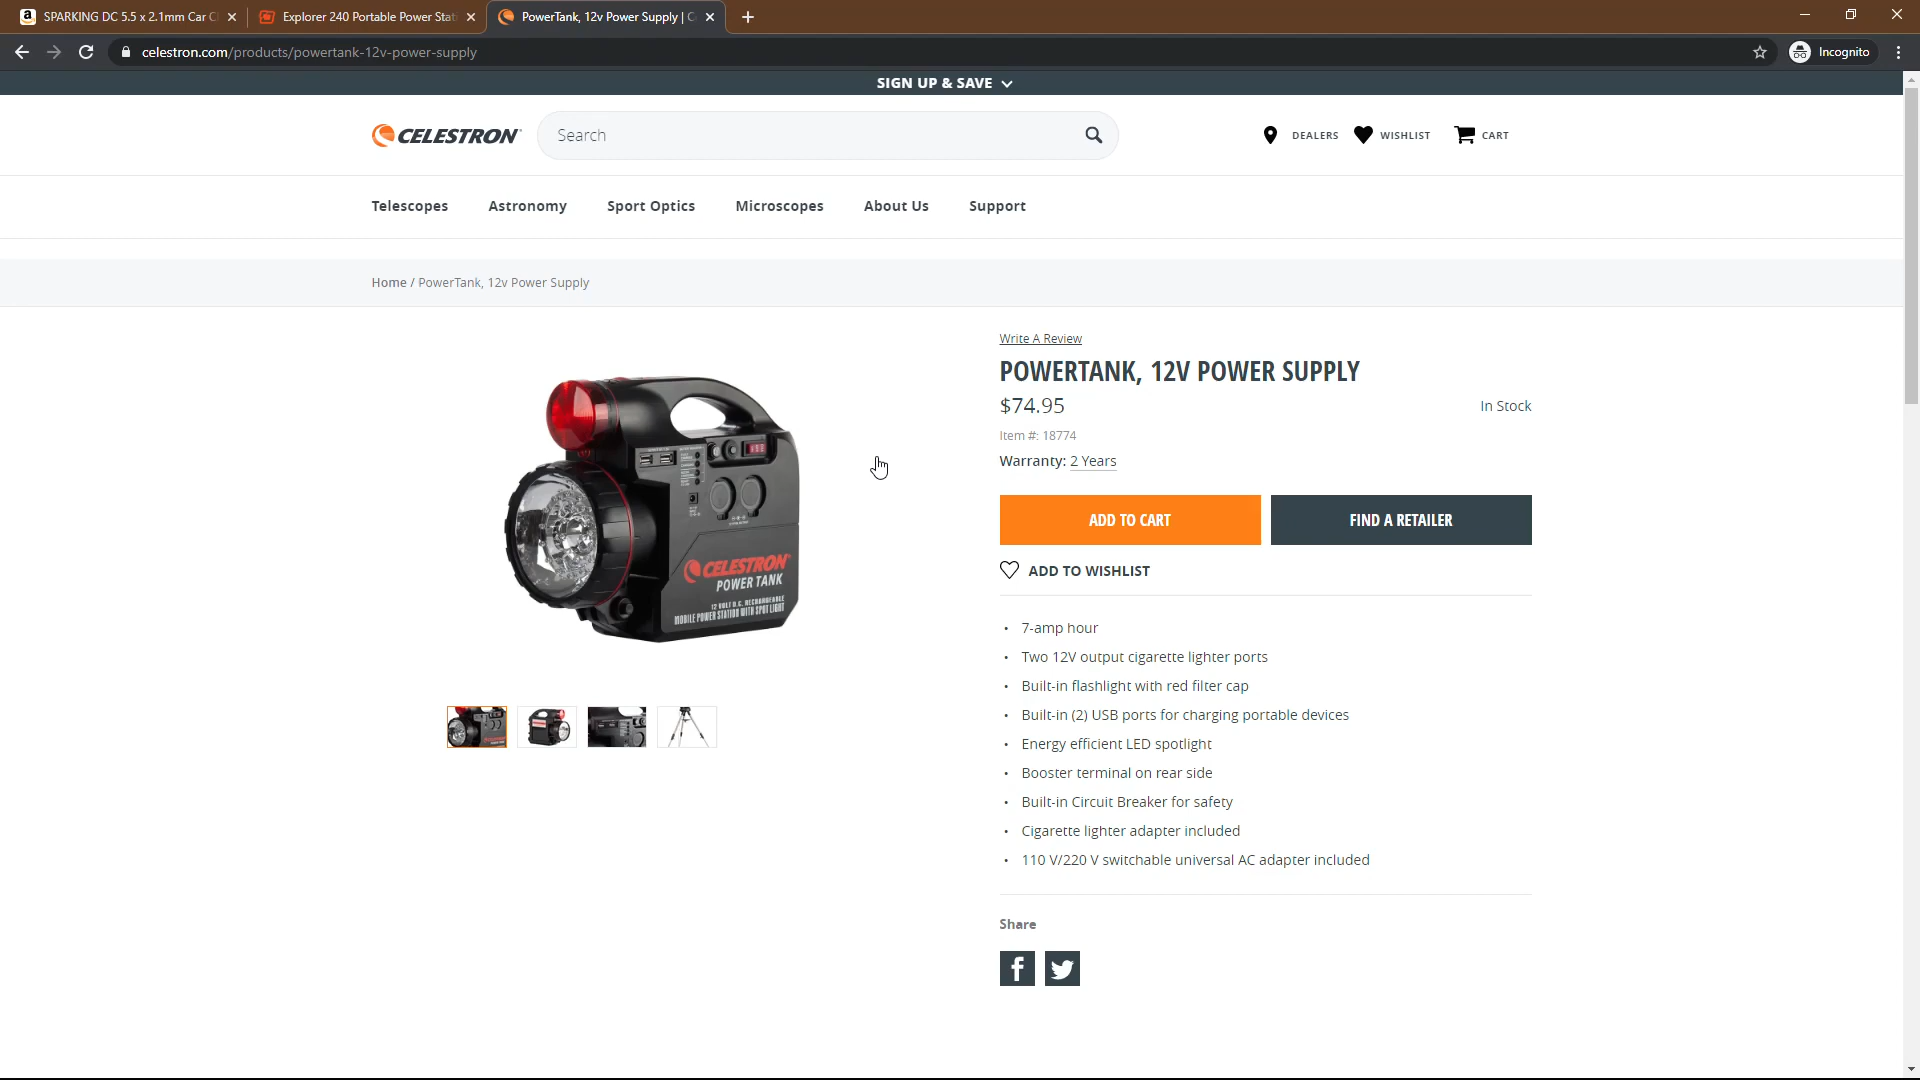 SPARKING DC 5.5 x 2.1mm Car C
Explorer 240 Portable Power Stati
PowerTank, 12v Power Supply | C
celestron.com/products/powertank-12v-power-supply
Incognito
SIGN UP & SAVE
CELESTRON
Search
DEALERS
WISHLIST
CART
Telescopes
Astronomy
Sport Optics
Microscopes
About Us
Support
Home / PowerTank, 12v Power Supply
CELESTRON
POWER TANK
12 VOLT D.C. RECHARGEABLE
MOBILE POWER STATION WITH SPOT LIGHT
Write A Review
POWERTANK, 12V POWER SUPPLY
$74.95
In Stock
Item #: 18774
Warranty: 2 Years
ADD TO CART
FIND A RETAILER
ADD TO WISHLIST
• 7-amp hour
• Two 12V output cigarette lighter ports
• Built-in flashlight with red filter cap
• Built-in (2) USB ports for charging portable devices
• Energy efficient LED spotlight
• Booster terminal on rear side
• Built-in Circuit Breaker for safety
• Cigarette lighter adapter included
• 110 V/220 V switchable universal AC adapter included
Share